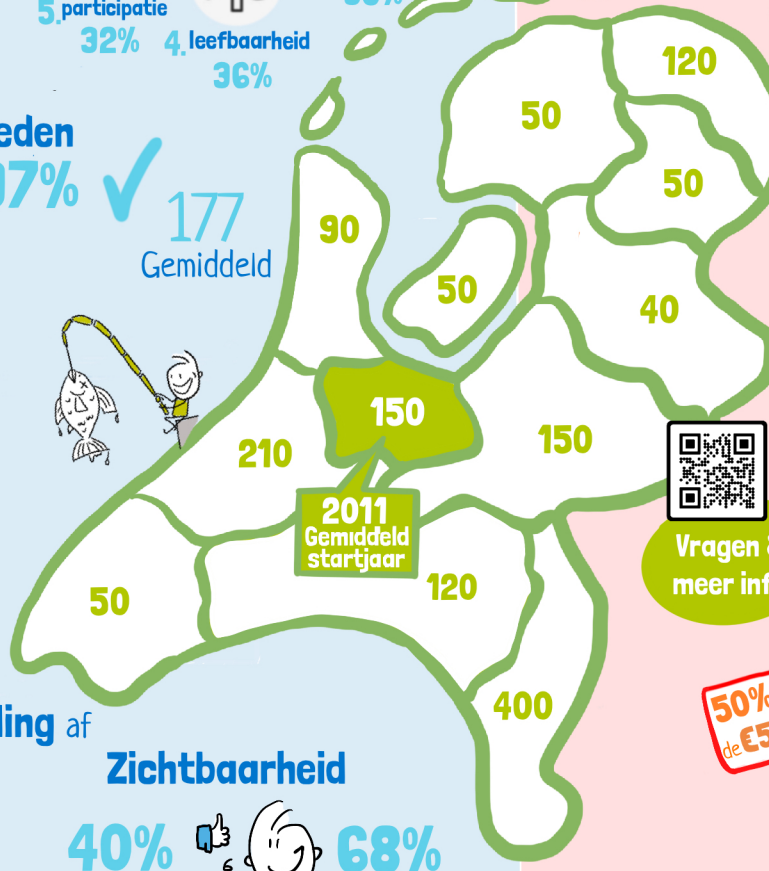 5. participatie
32%
4. leefbaarheid
36%
120
50
eden
97%
50
177
Gemiddeld
90
50
40
150
150
210
2011
Gemiddeld
startjaar
Vragen &
meer inf
120
50
400
50%
de €5
ling af
Zichtbaarheid
40%
68%